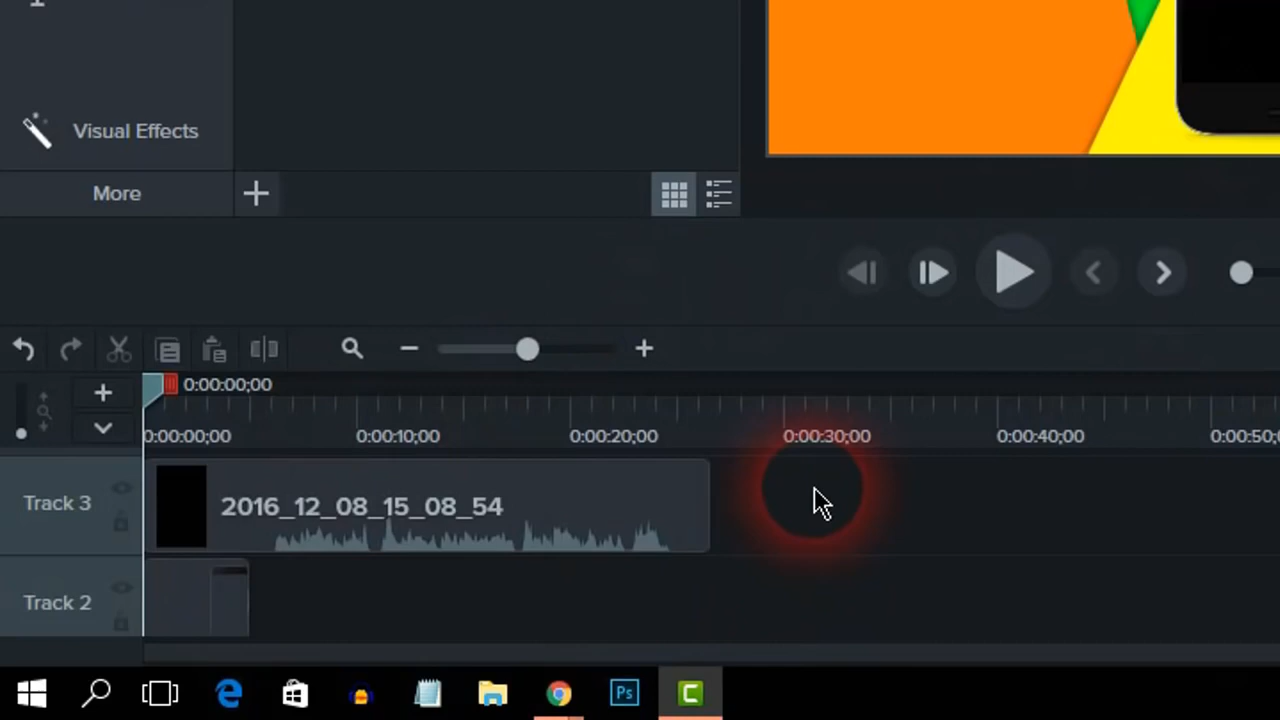 Visual Effects
More
0:00:00;00
0:00:00;00 0:00:10;00 0:00:20;00 0:00:30;00 0:00:40;00 0:00:50;
Track 3
2016_12_08_15_08_54
Track 2
Ps